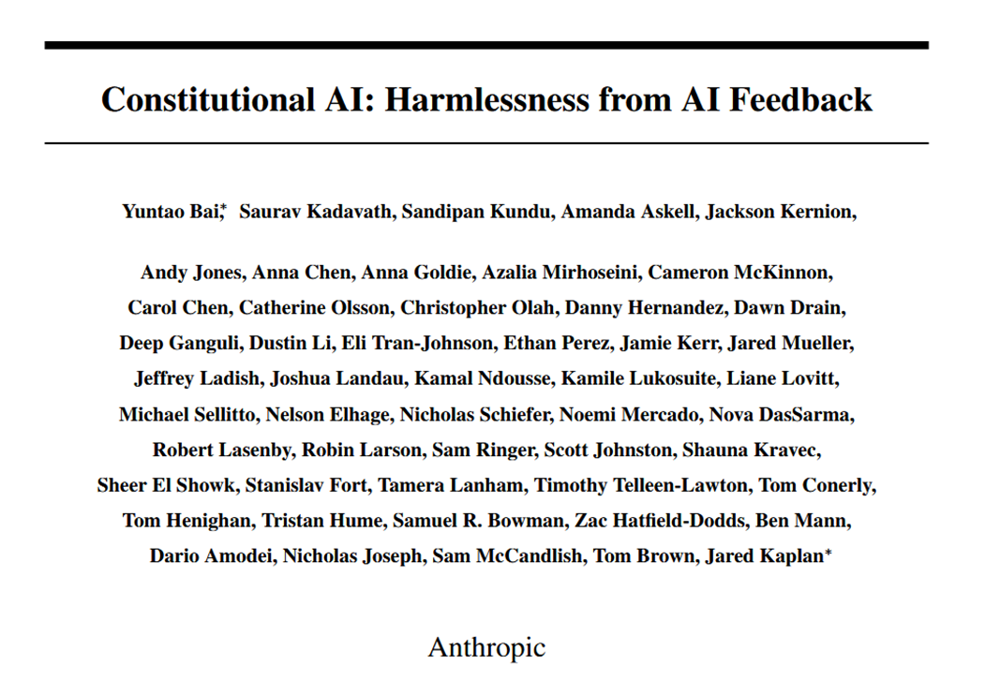 Constitutional AI: Harmlessness from AI Feedback
Yuntao Bai,* Saurav Kadavath, Sandipan Kundu, Amanda Askell, Jackson Kernion,
Andy Jones, Anna Chen, Anna Goldie, Azalia Mirhoseini, Cameron McKinnon,
Carol Chen, Catherine Olsson, Christopher Olah, Danny Hernandez, Dawn Drain,
Deep Ganguli, Dustin Li, Eli Tran-Johnson, Ethan Perez, Jamie Kerr, Jared Mueller,
Jeffrey Ladish, Joshua Landau, Kamal Ndousse, Kamile Lukosuite, Liane Lovitt,
Michael Sellitto, Nelson Elhage, Nicholas Schiefer, Noemi Mercado, Nova DasSarma,
Robert Lasenby, Robin Larson, Sam Ringer, Scott Johnston, Shauna Kravec,
Sheer El Showk, Stanislav Fort, Tamera Lanham, Timothy Telleen-Lawton, Tom Conerly,
Tom Henighan, Tristan Hume, Samuel R. Bowman, Zac Hatfield-Dodds, Ben Mann,
Dario Amodei, Nicholas Joseph, Sam McCandlish, Tom Brown, Jared Kaplan*
Anthropic